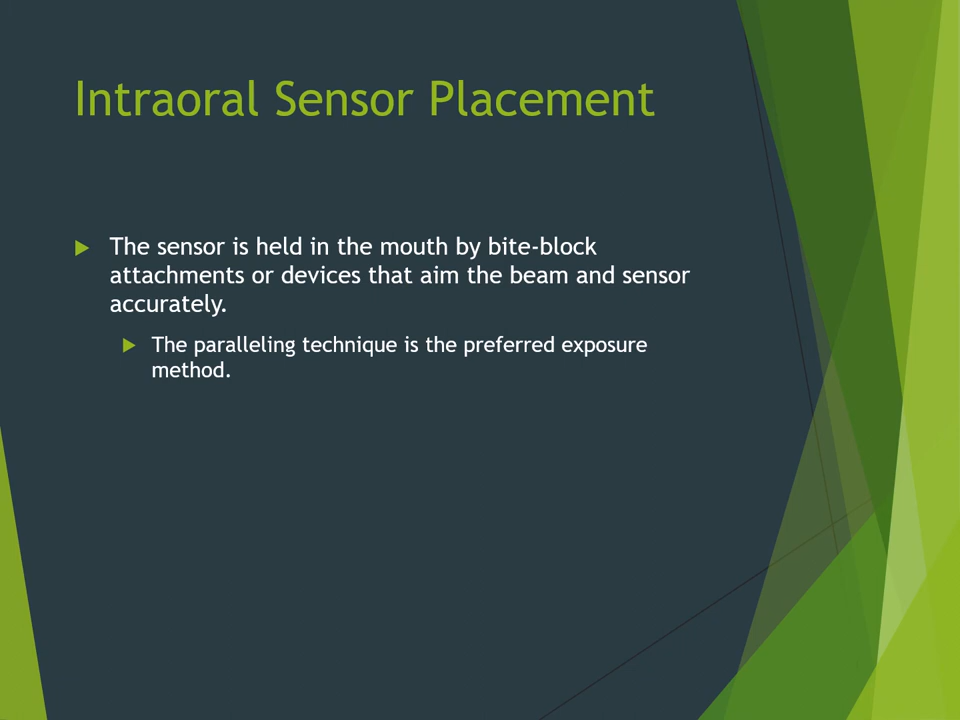 Intraoral Sensor Placement
The sensor is held in the mouth by bite-block
attachments or devices that aim the beam and sensor
accurately.
The paralleling technique is the preferred exposure
method.